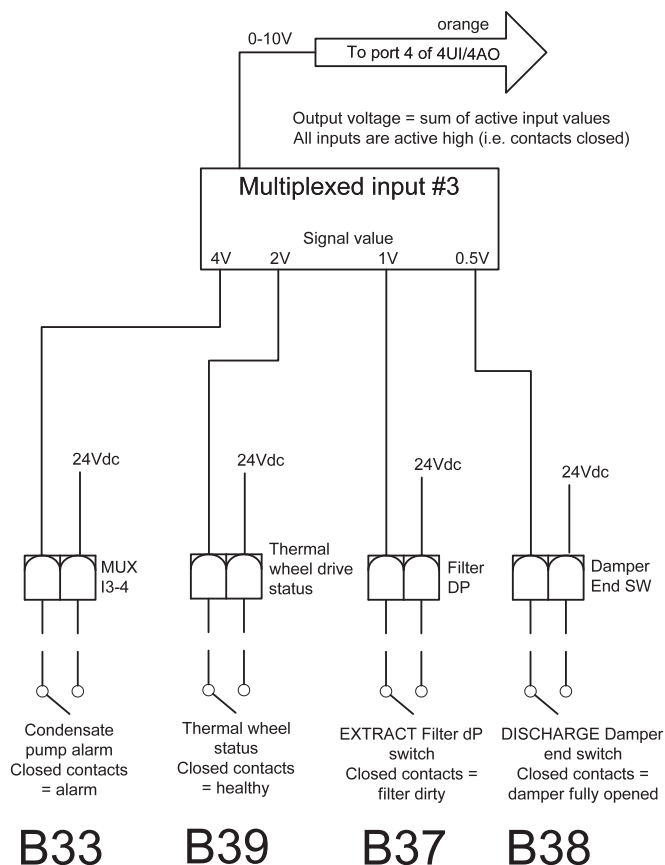 orange
0-10V
To port 4 of 4UI/4AO
Output voltage = sum of active input values
All inputs are active high (i.e. contacts closed)
Multiplexed input #3
Signal value
4V 2V 1V 0.5V
24Vdc 24Vdc 24Vdc 24Vdc
MUX
I3-4
Thermal
wheel drive
status
Filter
DP
Damper
End SW
Condensate
pump alarm
Closed contacts
= alarm
Thermal wheel
status
Closed contacts
= healthy
EXTRACT Filter dP
switch
Closed contacts =
filter dirty
DISCHARGE Damper
end switch
Closed contacts =
damper fully opened
B33 B39 B37 B38